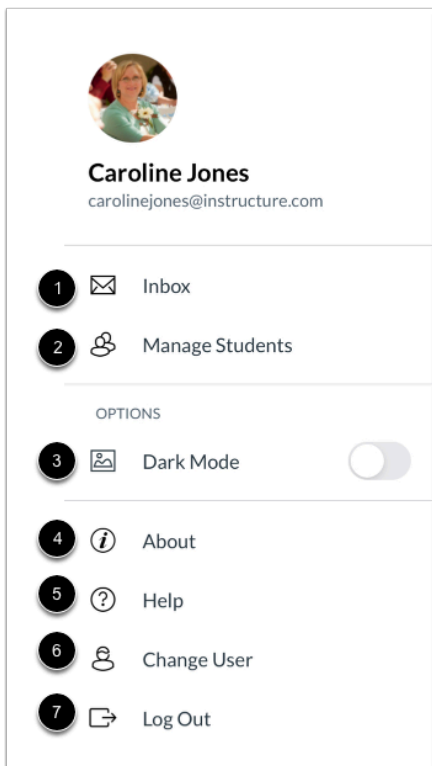 Caroline Jones
carolinejones@instructure.com
1 Inbox
2 Manage Students
OPTIONS
3 Dark Mode
4 About
5 Help
6 Change User
7 Log Out